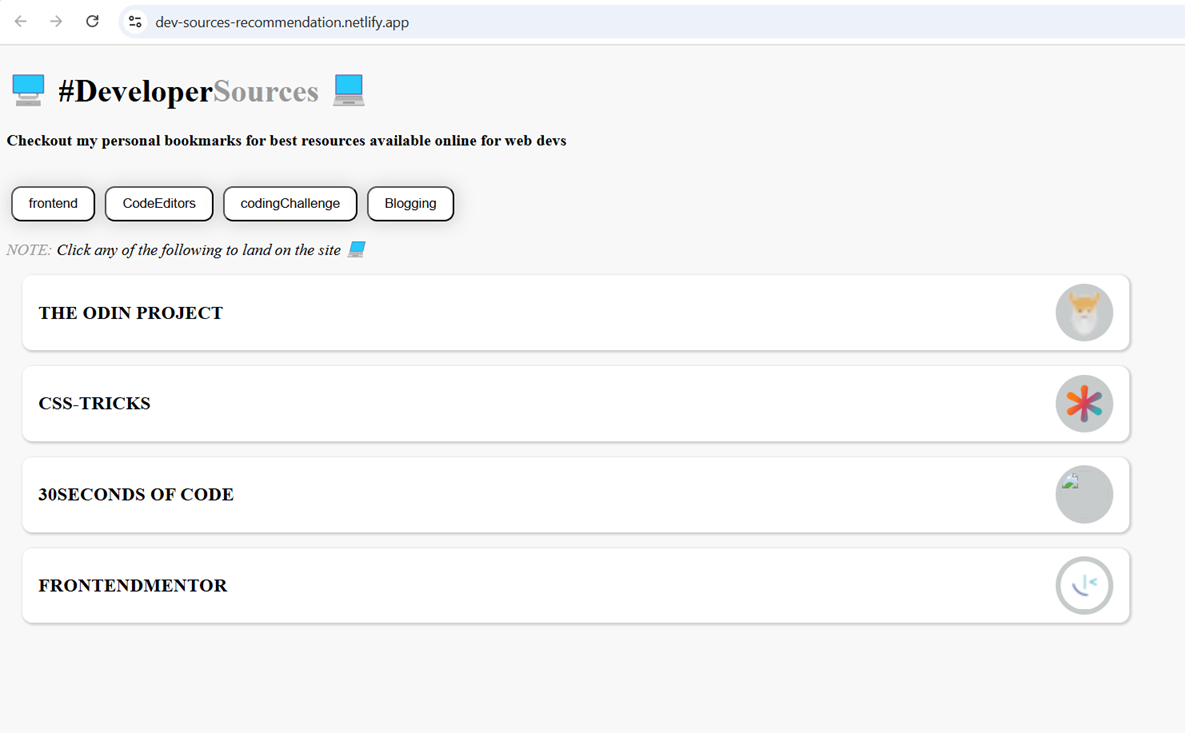 dev-sources-recommendation.netlify.app
#DeveloperSources
Checkout my personal bookmarks for best resources available online for web devs
frontend CodeEditors codingChallenge Blogging
NOTE: Click any of the following to land on the site
THE ODIN PROJECT
CSS-TRICKS
30SECONDS OF CODE
FRONTENDMENTOR